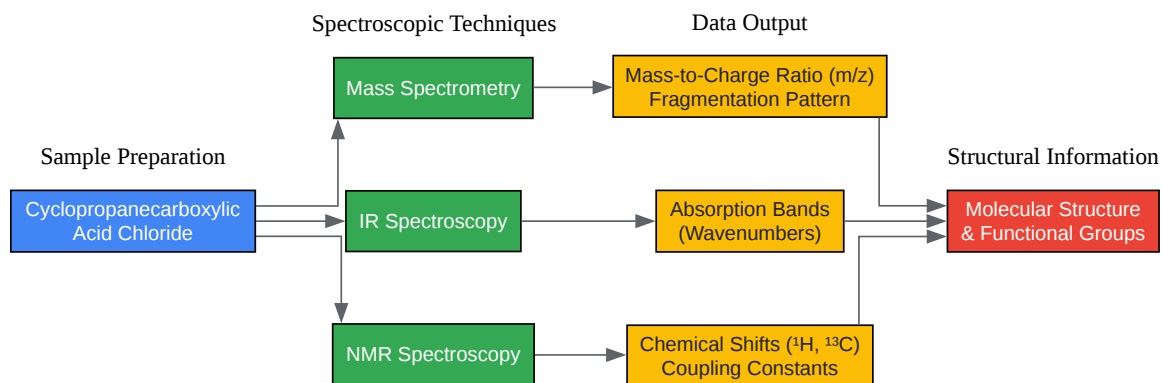 Spectroscopic Techniques
Data Output
Mass Spectrometry
Mass-to-Charge Ratio (m/z)
Fragmentation Pattern
Sample Preparation
Structural Information
Cyclopropanecarboxylic
Acid Chloride
IR Spectroscopy
Absorption Bands
(Wavenumbers)
Molecular Structure
& Functional Groups
NMR Spectroscopy
Chemical Shifts (¹H, ¹³C)
Coupling Constants